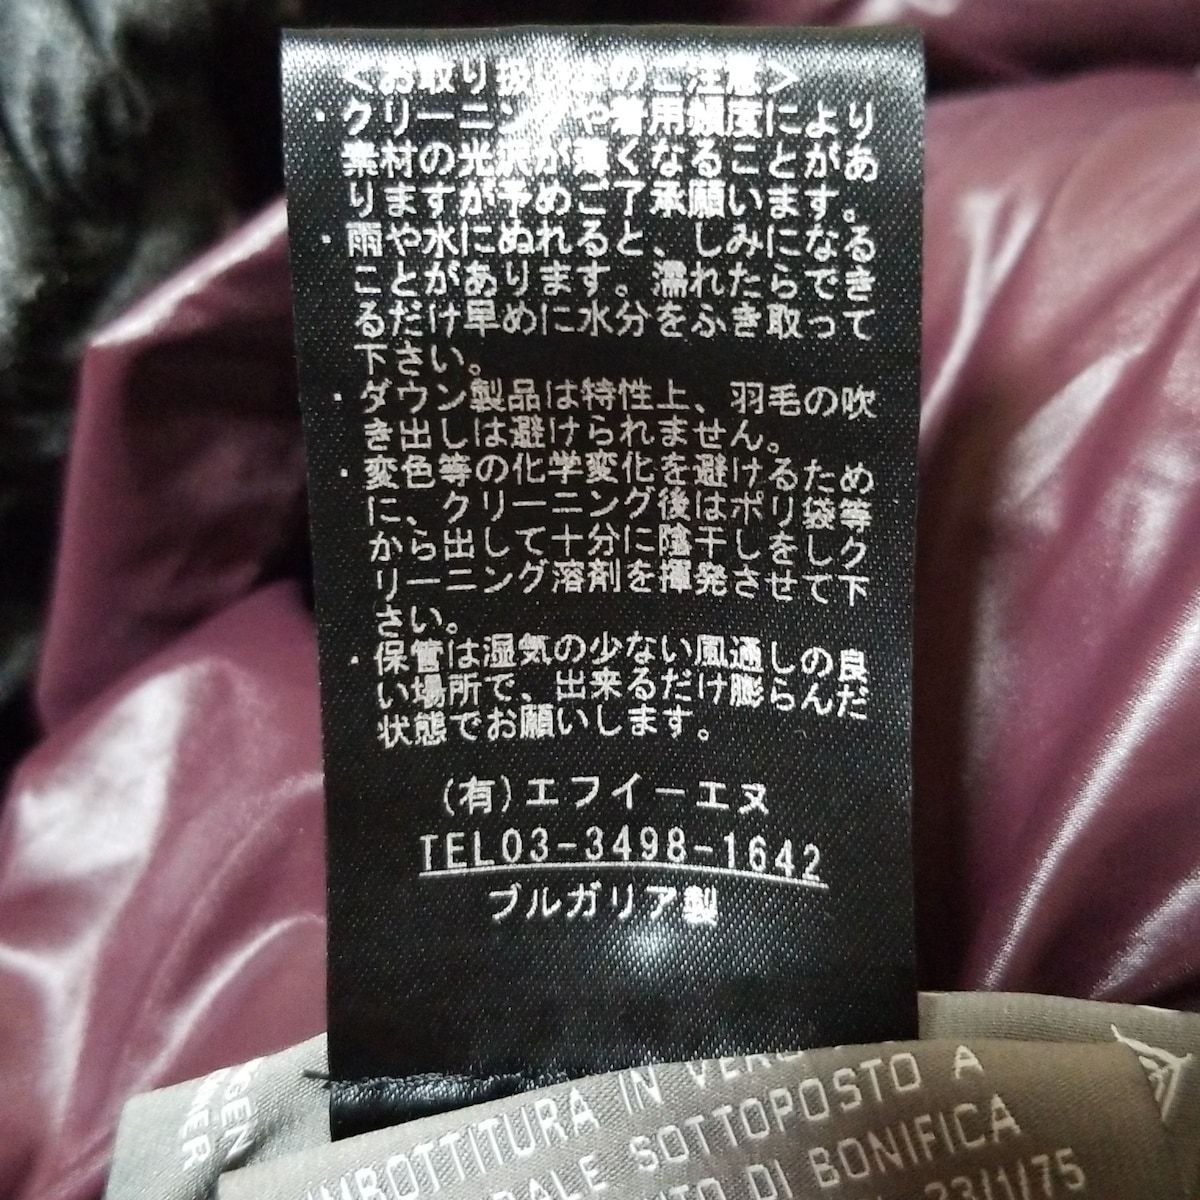 <お取り扱い上のご注意>
・クリーニングや着用頻度により
素材の光沢が薄くなることがあ
りますが予めご了承願います。
・雨や水にぬれると、しみになる
ことがあります。濡れたらでき
るだけ早めに水分をふき取って
下さい。
・ダウン製品は特性上、羽毛の吹
き出しは避けられません。
・変色等の化学変化を避けるため
に、クリーニング後はポリ袋等
から出して十分に陰干しをしク
リーニング溶剤を揮発させて下
さい。
・保管は湿気の少ない風通しの良
い場所で、出来るだけ膨らんだ
状態でお願いします。
(有)エフイーエヌ
TEL03-3498-1642
ブルガリア製
IMBOTTITURA IN
SOTTOPOSTO A
DI BONIFICA
23/1/75